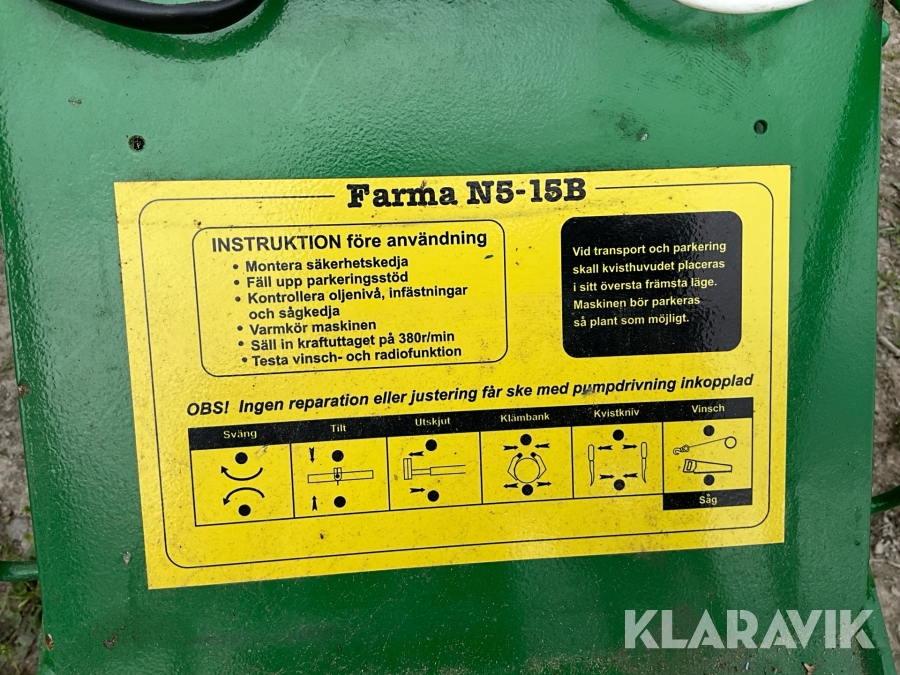 Farma N5-15B
INSTRUKTION före användning
• Montera säkerhetskedja
• Fäll upp parkeringsstöd
• Kontrollera oljenivå, infästningar
och sågkedja
• Varmkör maskinen
• Säll in kraftuttaget på 380r/min
• Testa vinsch- och radiofunktion
Vid transport och parkering
skall kvisthuvudet placeras
i sitt översta främsta läge.
Maskinen bör parkeras
så plant som möjligt.
OBS! Ingen reparation eller justering får ske med pumpdrivning inkopplad
Sväng Tilt Utskjut Klämbank Kvistkniv Vinsch
Såg
KLARAVIK